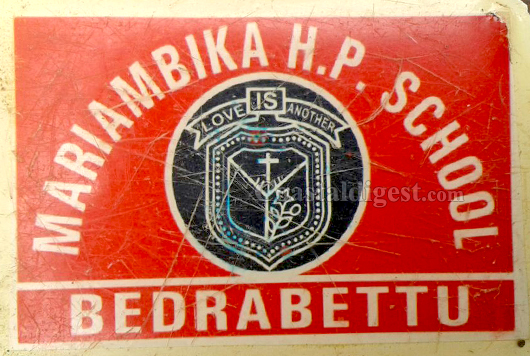 MARIAMBIKA H.P. SCHOOL
LOVE IS ANOTHER
BEDRABETTU